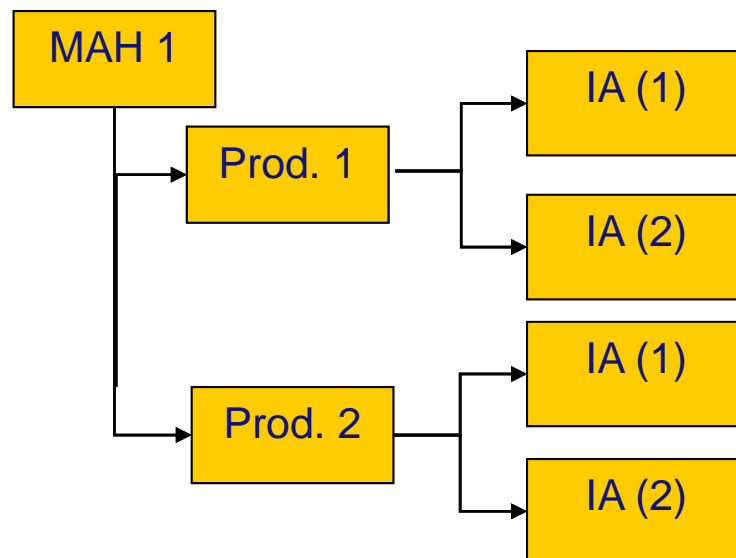 MAH 1
Prod. 1
IA (1)
IA (2)
Prod. 2
IA (1)
IA (2)